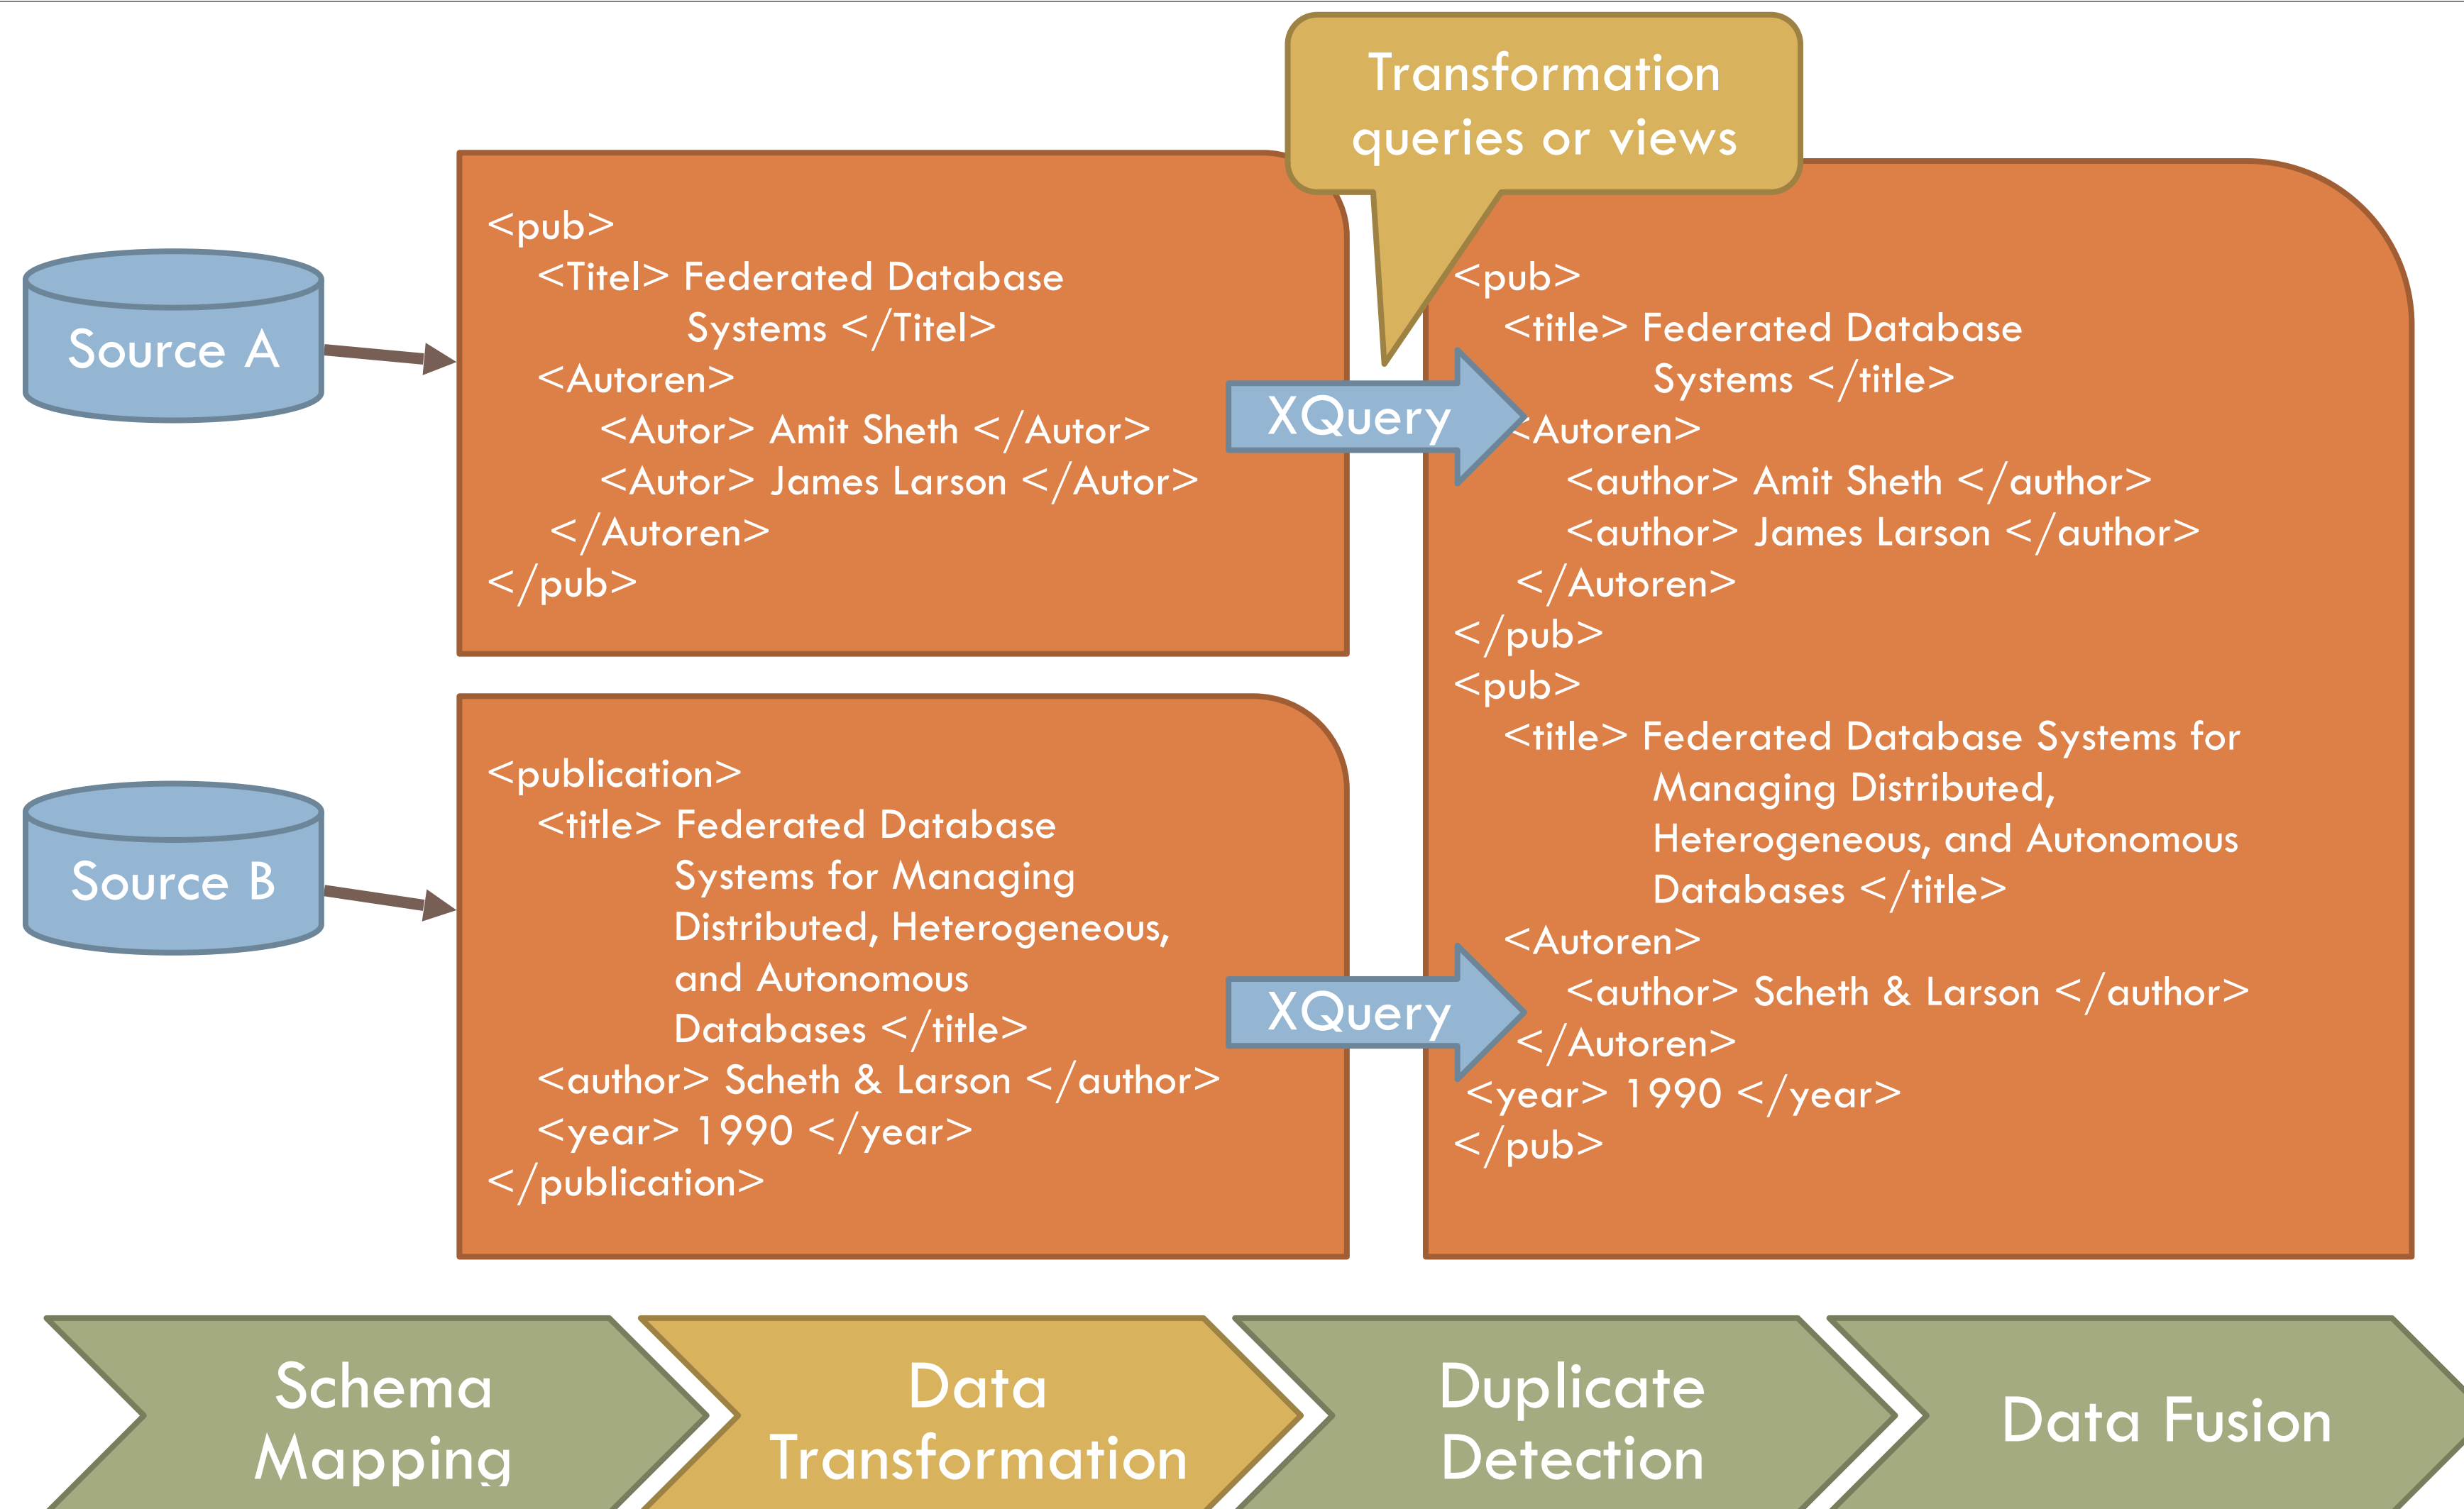 Transformation
queries or views
Source A
<pub>
<Titel> Federated Database
Systems </Titel>
<Autoren>
<Autor> Amit Sheth </Autor>
<Autor> James Larson </Autor>
</Autoren>
</pub>
XQuery
<pub>
<title> Federated Database
Systems </title>
<Autoren>
<author> Amit Sheth </author>
<author> James Larson </author>
</Autoren>
</pub>
<pub>
<title> Federated Database Systems for
Managing Distributed,
Heterogeneous, and Autonomous
Databases </title>
<Autoren>
<author> Scheth & Larson </author>
</Autoren>
<year> 1990 </year>
</pub>
Source B
<publication>
<title> Federated Database
Systems for Managing
Distributed, Heterogeneous,
and Autonomous
Databases </title>
<author> Scheth & Larson </author>
<year> 1990 </year>
</publication>
XQuery
Schema
Mapping
Data
Transformation
Duplicate
Detection
Data Fusion